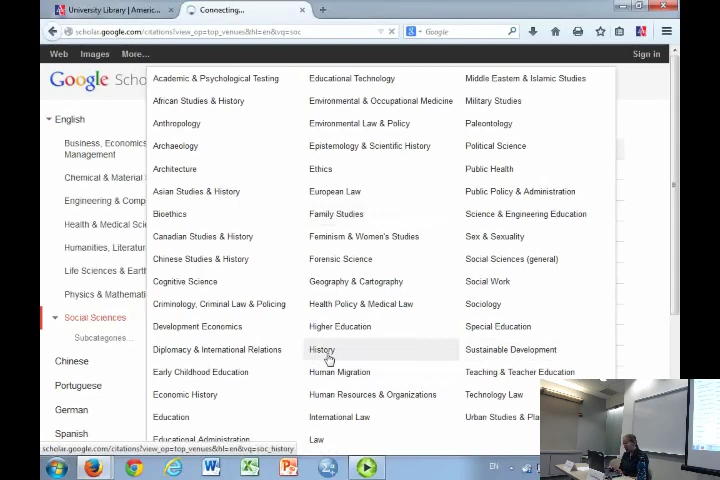 University Library | Americ...
Connecting...
scholar.google.com/citations?view_op=top_venues&hl=en&vq=soc
Google
Web Images More...
Sign in
Google Scho
English
Business, Economics
Management
Chemical & Material
Engineering & Comp
Health & Medical Scie
Humanities, Literatur
Life Sciences & Earth
Physics & Mathemati
Social Sciences
Subcategories...
Chinese
Portuguese
German
Spanish
Academic & Psychological Testing
African Studies & History
Anthropology
Archaeology
Architecture
Asian Studies & History
Bioethics
Canadian Studies & History
Chinese Studies & History
Cognitive Science
Criminology, Criminal Law & Policing
Development Economics
Diplomacy & International Relations
Early Childhood Education
Economic History
Education
Educational Administration
Educational Technology
Environmental & Occupational Medicine
Environmental Law & Policy
Epistemology & Scientific History
Ethics
European Law
Family Studies
Feminism & Women's Studies
Forensic Science
Geography & Cartography
Health Policy & Medical Law
Higher Education
History
Human Migration
Human Resources & Organizations
International Law
Law
Middle Eastern & Islamic Studies
Military Studies
Paleontology
Political Science
Public Health
Public Policy & Administration
Science & Engineering Education
Sex & Sexuality
Social Sciences (general)
Social Work
Sociology
Special Education
Sustainable Development
Teaching & Teacher Education
Technology Law
Urban Studies & Pla
scholar.google.com/citations?view_op=top_venues&hl=en&vq=soc_history
EN